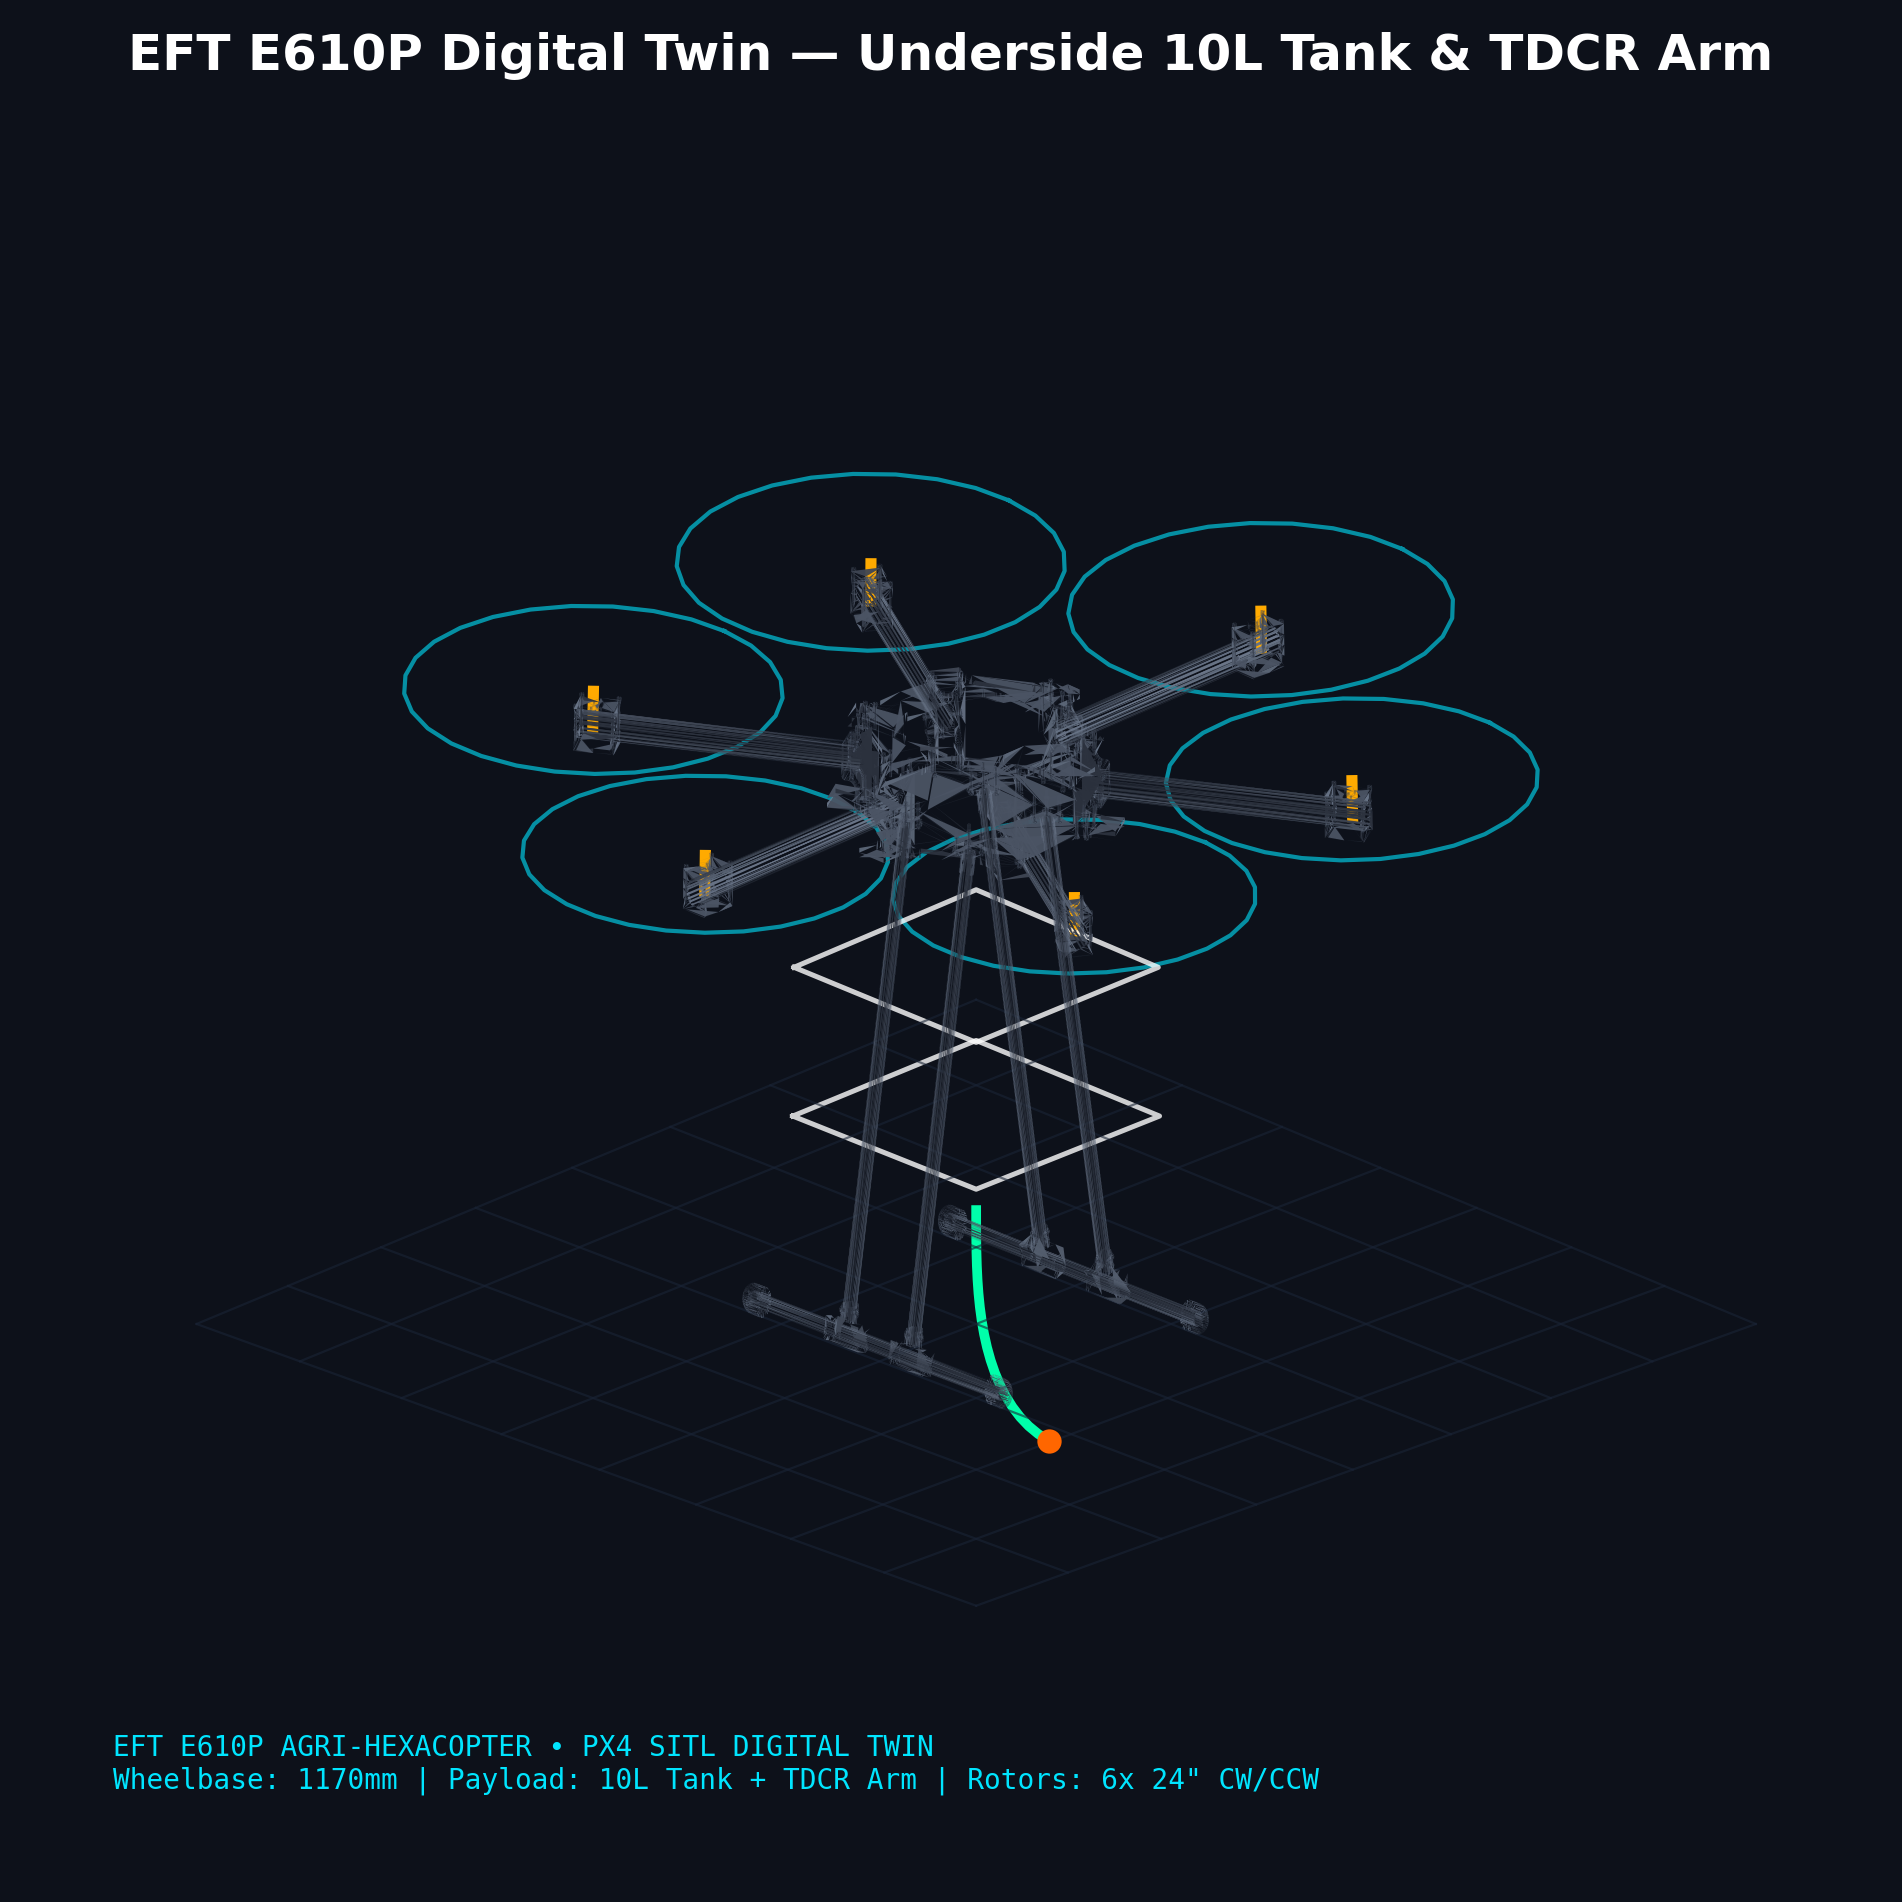 EFT E610P Digital Twin — Underside 10L Tank & TDCR Arm
EFT E610P AGRI-HEXACOPTER • PX4 SITL DIGITAL TWIN
Wheelbase: 1170mm | Payload: 10L Tank + TDCR Arm | Rotors: 6x 24" CW/CCW